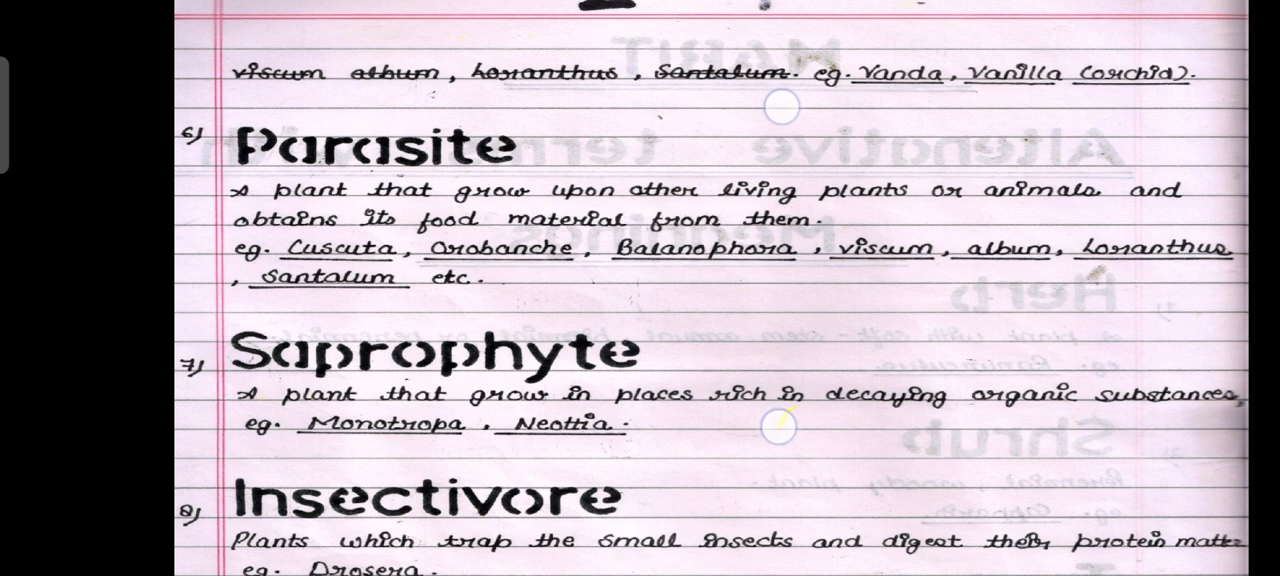 viscum album, Loranthus, Santalum. eg. Vanda, Vanilla (orchid).
6) Parasite
A plant that grow upon other living plants or animals and
obtains its food material from them.
eg. Cuscuta, Orobanche, Balanophora, viscum, album, Loranthus
, Santalum etc.
7) Saprophyte
A plant that grow in places rich in decaying organic substances,
eg. Monotropa, Neottia.
8) Insectivore
Plants which trap the small insects and digest their protein matte
eg. Drosera.